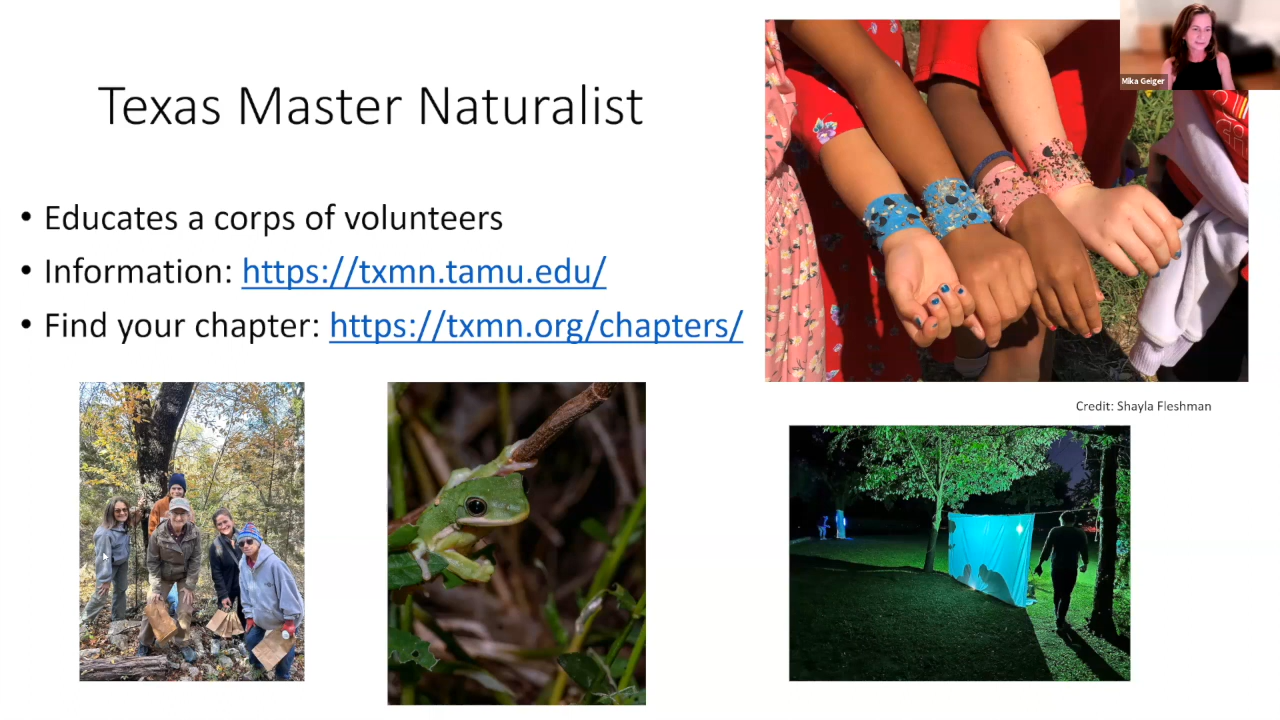 Texas Master Naturalist
• Educates a corps of volunteers
• Information: https://txmn.tamu.edu/
• Find your chapter: https://txmn.org/chapters/
Mika Geiger
Credit: Shayla Fleshman